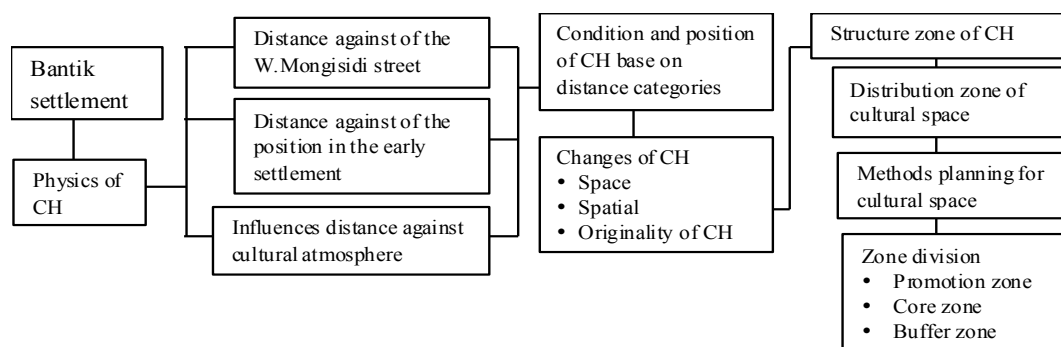 Bantik
settlement
Physics of
CH
Distance against of the
W.Mongisidi street
Distance against of the
position in the early
settlement
Influences distance against
cultural atmosphere
Condition and position
of CH base on
distance categories
Changes of CH
• Space
• Spatial
• Originality of CH
Structure zone of CH
Distribution zone of
cultural space
Methods planning for
cultural space
Zone division
• Promotion zone
• Core zone
• Buffer zone